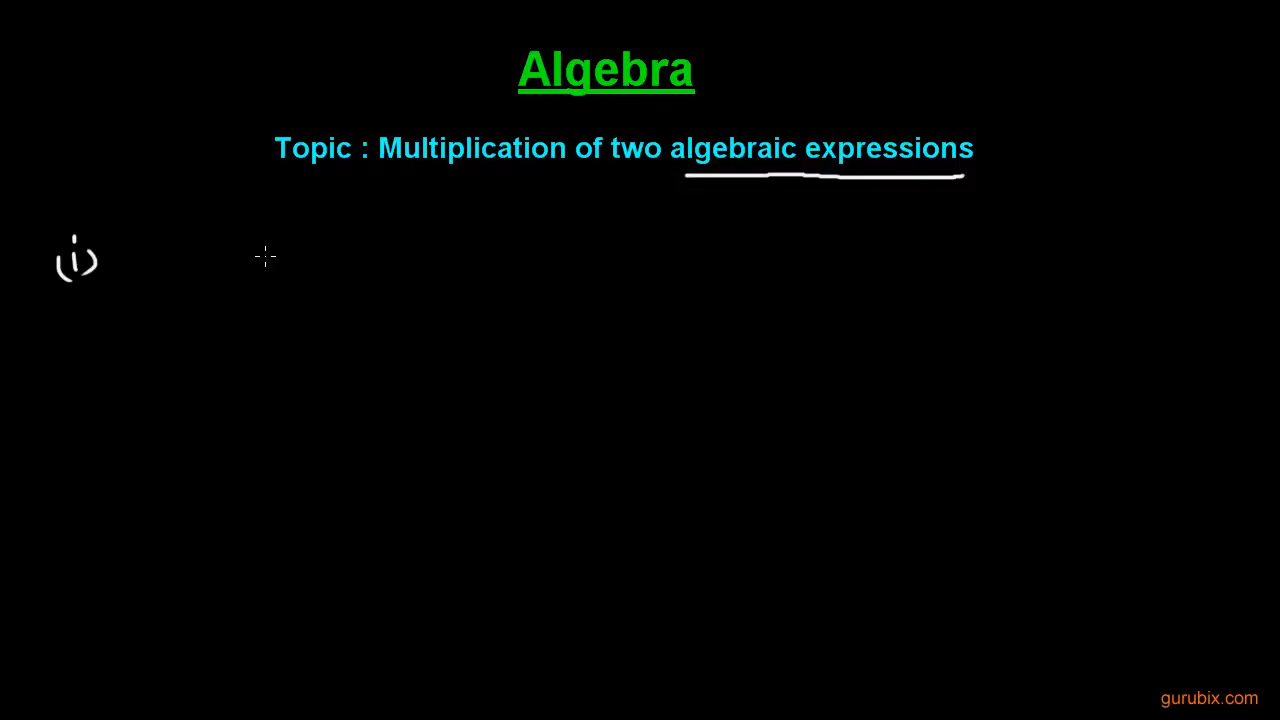 Algebra
Topic : Multiplication of two algebraic expressions
(i)
gurubix.com